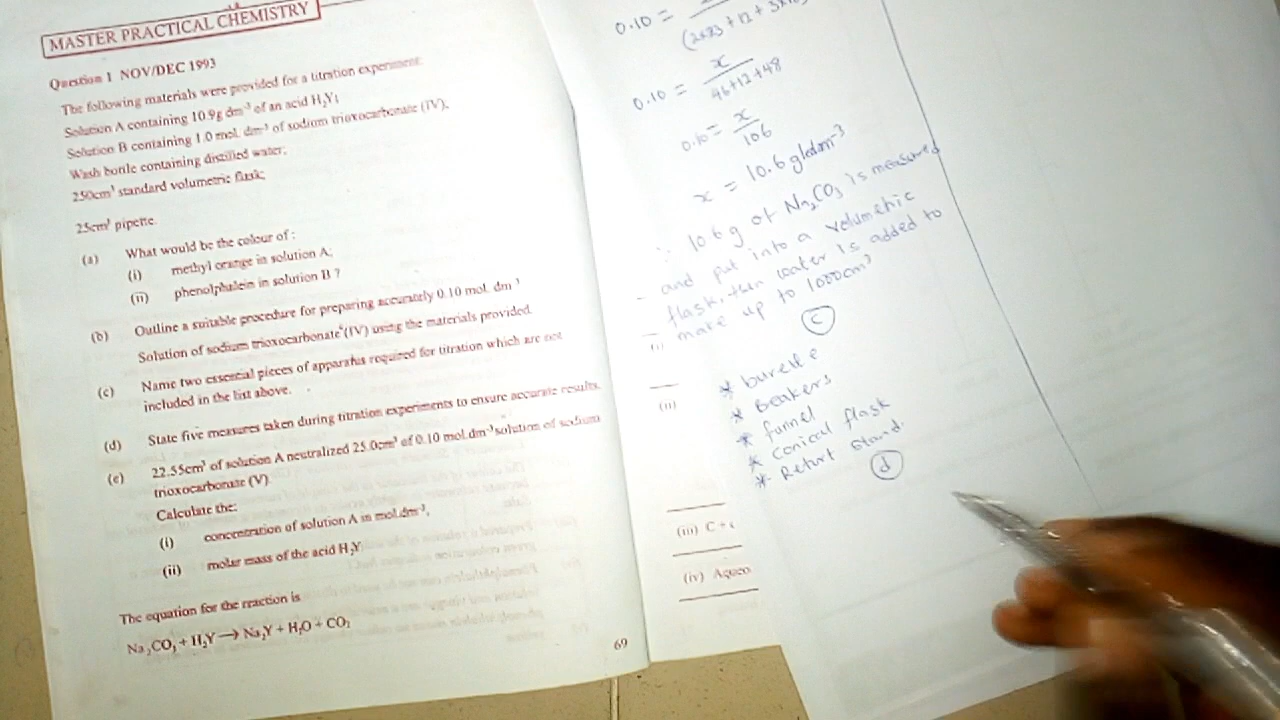 MASTER PRACTICAL CHEMISTRY
Question 1 NOV/DEC 1993
The following materials were provided for a titration experiment:
Solution A containing 10.9g dm⁻³ of an acid H₂Y;
Solution B containing 1.0 mol. dm⁻³ of sodium trioxocarbonate (IV),
Wash bottle containing distilled water;
250cm³ standard volumetric flask;
25cm³ pipette.
(a) What would be the colour of :
(i) methyl orange in solution A;
(ii) phenolphalein in solution B ?
(b) Outline a suitable procedure for preparing accurately 0.10 mol. dm⁻³
Solution of sodium trioxocarbonate (IV) using the materials provided.
(c) Name two essential pieces of apparatus required for titration which are not
included in the list above.
(d) State five measures taken during titration experiments to ensure accurate results.
(e) 22.55cm³ of solution A neutralized 25.0cm³ of 0.10 mol.dm⁻³ solution of sodium
trioxocarbonate (V)
Calculate the:
(i) concentration of solution A in mol.dm⁻³,
(ii) molar mass of the acid H₂Y
The equation for the reaction is
Na₂CO₃ + H₂Y → Na₂Y + H₂O + CO₂
69
(ii)
(iii) C +
(iv) Aqueo
0.10 =
(2x23 + 12 + 3x16)
0.10 = x / 46+12+48
0.10 = x / 106
x = 10.6 g/dm⁻³
∴ 10 6g of Na₂CO₃ is measured
and put into a volumetric
flask, then water is added to
make up to 1000cm³
(c)
* burette
* Beakers
* funnel
* Conical flask
* Retort stand.
(d)